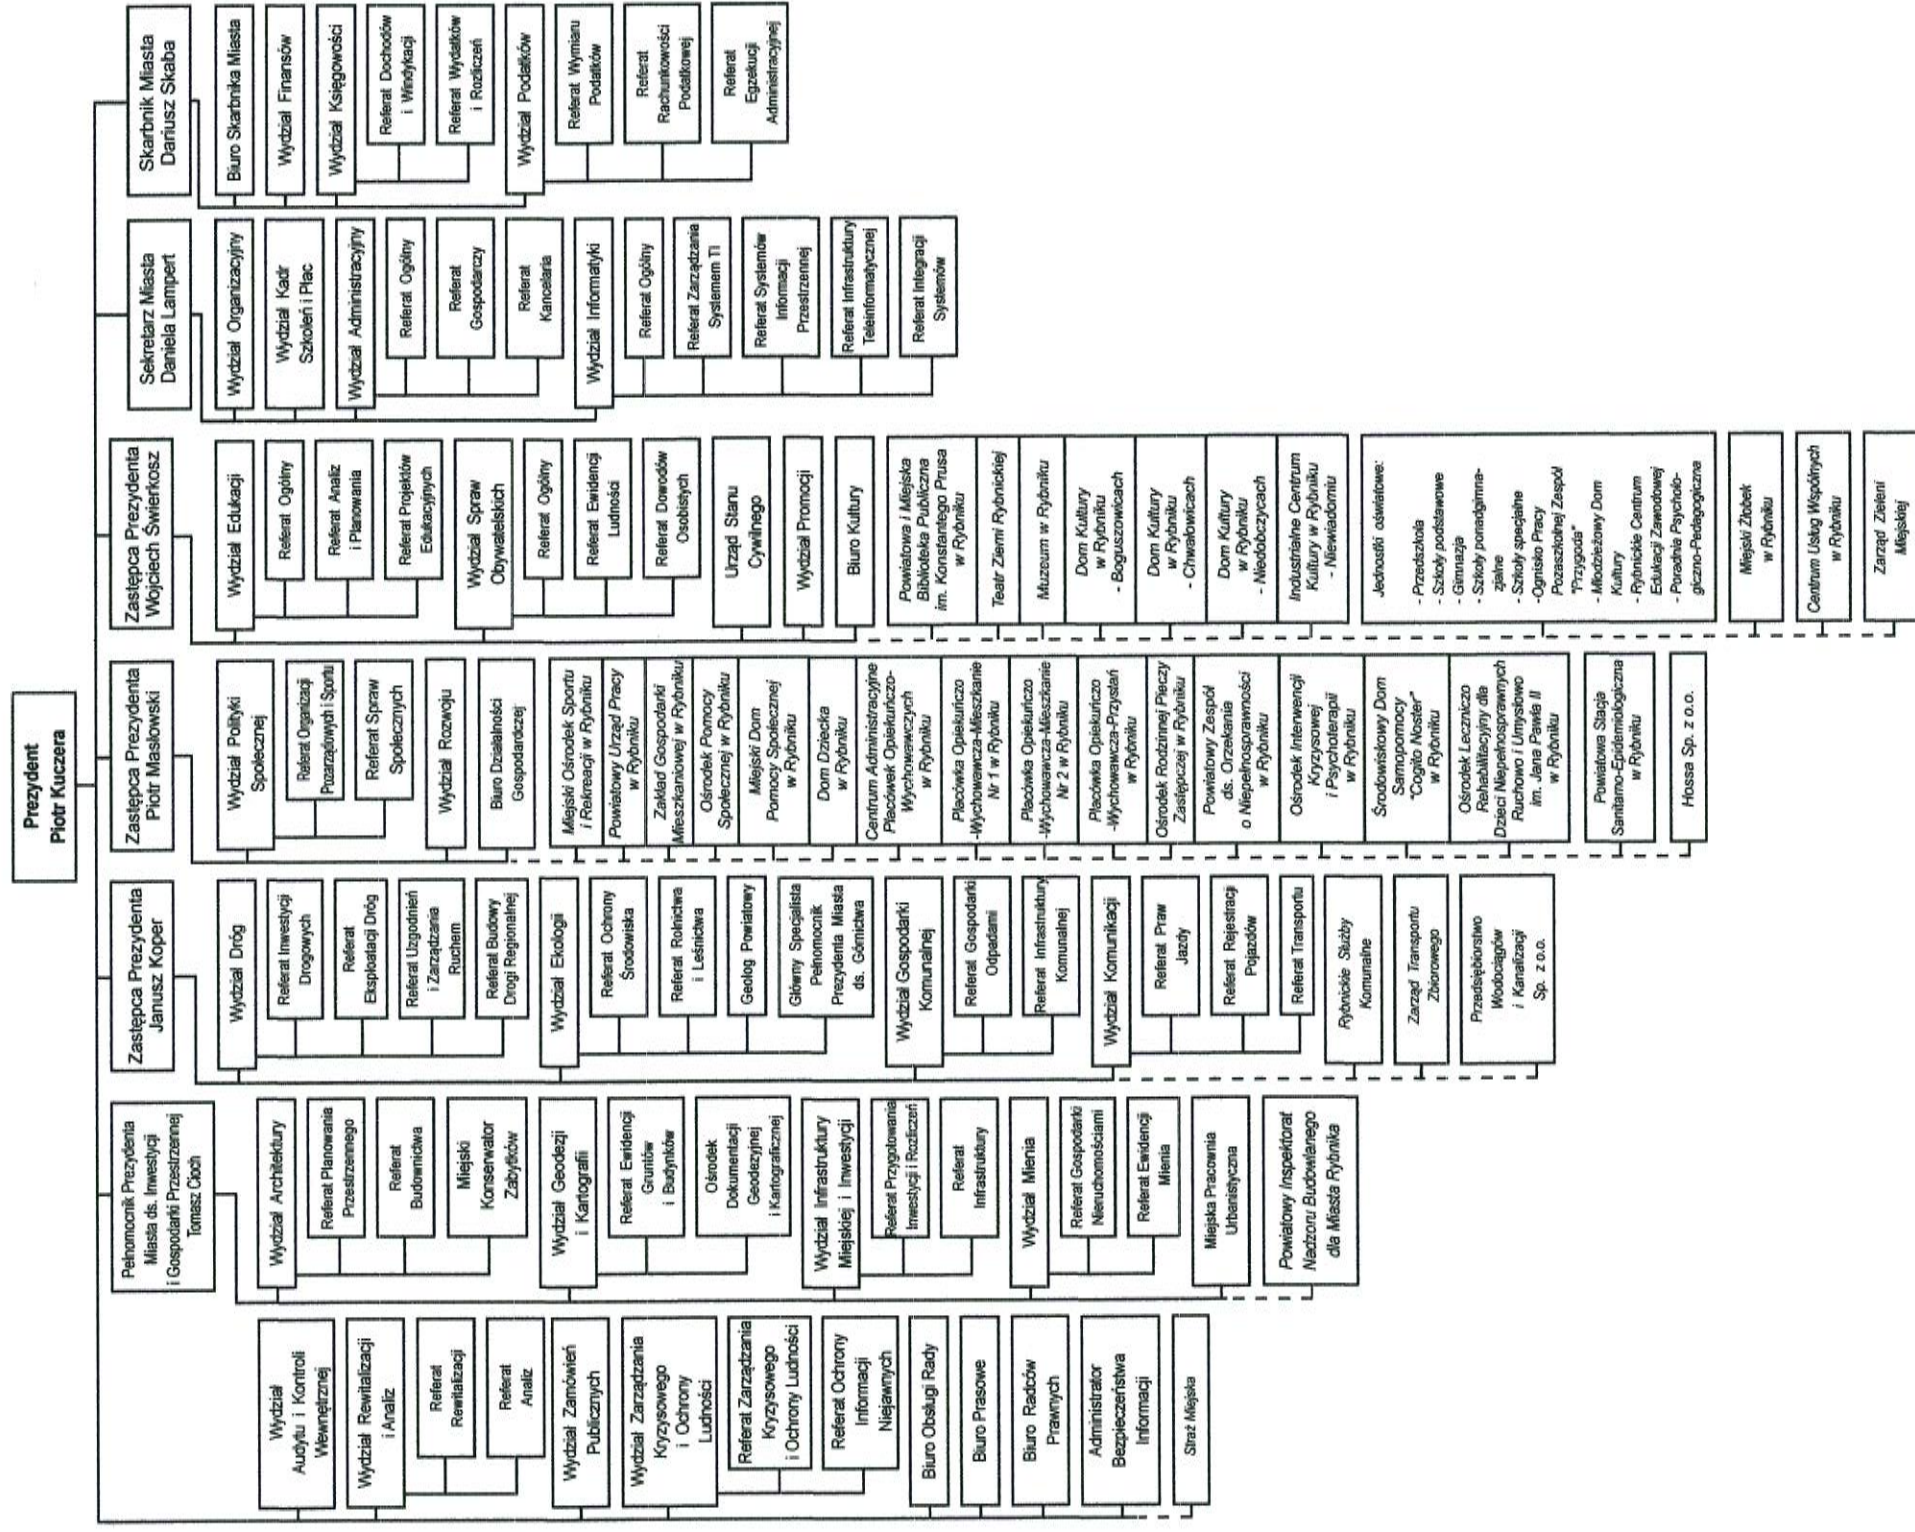 Prezydent
Piotr Kuczera
Wydział
Audytu i Kontroli
Wewnętrznej
Wydział Rewitalizacji
i Analiz
Referat
Rewitalizacji
Referat
Analiz
Wydział Zamówień
Publicznych
Wydział Zarządzania
Kryzysowego
i Ochrony
Ludności
Referat Zarządzania
Kryzysowego
i Ochrony Ludności
Referat Ochrony
Informacji
Niejawnych
Biuro Obsługi Rady
Biuro Prasowe
Biuro Radców
Prawnych
Administrator
Bezpieczeństwa
Informacji
Straż Miejska
Pełnomocnik Prezydenta
Miasta ds. Inwestycji
i Gospodarki Przestrzennej
Tomasz Cioch
Wydział Architektury
Referat Planowania
Przestrzennego
Referat
Budownictwa
Miejski
Konserwator
Zabytków
Wydział Geodezji
i Kartografii
Referat Ewidencji
Gruntów
i Budynków
Ośrodek
Dokumentacji
Geodezyjnej
i Kartograficznej
Wydział Infrastruktury
Miejskiej i Inwestycji
Referat Przygotowania
Inwestycji i Rozliczeń
Referat
Infrastruktury
Wydział Mienia
Referat Gospodarki
Nieruchomościami
Referat Ewidencji
Mienia
Miejska Pracownia
Urbanistyczna
Powiatowy Inspektorat
Nadzoru Budowlanego
dla Miasta Rybnika
Zastępca Prezydenta
Janusz Koper
Wydział Dróg
Referat Inwestycji
Drogowych
Referat
Eksploatacji Dróg
Referat Uzgodnień
i Zarządzania
Ruchem
Referat Budowy
Drogi Regionalnej
Wydział Ekologii
Referat Ochrony
Środowiska
Referat Rolnictwa
i Leśnictwa
Geolog Powiatowy
Główny Specjalista
Pełnomocnik
Prezydenta Miasta
ds. Górnictwa
Wydział Gospodarki
Komunalnej
Referat Gospodarki
Odpadami
Referat Infrastruktury
Komunalnej
Wydział Komunikacji
Referat Praw
Jazdy
Referat Rejestracji
Pojazdów
Referat Transportu
Rybnickie Służby
Komunalne
Zarząd Transportu
Zbiorowego
Przedsiębiorstwo
Wodociągów
i Kanalizacji
Sp. z o.o.
Zastępca Prezydenta
Piotr Masłowski
Wydział Polityki
Społecznej
Referat Organizacji
Pozarządowych i Sportu
Referat Spraw
Społecznych
Wydział Rozwoju
Biuro Działalności
Gospodarczej
Miejski Ośrodek Sportu
i Rekreacji w Rybniku
Powiatowy Urząd Pracy
w Rybniku
Zakład Gospodarki
Mieszkaniowej w Rybniku
Ośrodek Pomocy
Społecznej w Rybniku
Miejski Dom
Pomocy Społecznej
w Rybniku
Dom Dziecka
w Rybniku
Centrum Administracyjne
Placówek Opiekuńczo-
Wychowawczych
w Rybniku
Placówka Opiekuńczo
-Wychowawcza-Mieszkanie
Nr 1 w Rybniku
Placówka Opiekuńczo
-Wychowawcza-Mieszkanie
Nr 2 w Rybniku
Placówka Opiekuńczo
-Wychowawcza-Przystań
w Rybniku
Ośrodek Rodzinnej Pieczy
Zastępczej w Rybniku
Powiatowy Zespół
ds. Orzekania
o Niepełnosprawności
w Rybniku
Ośrodek Interwencji
Kryzysowej
i Psychoterapii
w Rybniku
Środowiskowy Dom
Samopomocy
"Cogito Noster"
w Rybniku
Ośrodek Leczniczo
Rehabilitacyjny dla
Dzieci Niepełnosprawnych
Ruchowo i Umysłowo
im. Jana Pawła II
w Rybniku
Powiatowa Stacja
Sanitarno-Epidemiologiczna
w Rybniku
Hossa Sp. z o.o.
Zastępca Prezydenta
Wojciech Świerkosz
Wydział Edukacji
Referat Ogólny
Referat Analiz
i Planowania
Referat Projektów
Edukacyjnych
Wydział Spraw
Obywatelskich
Referat Ogólny
Referat Ewidencji
Ludności
Referat Dowodów
Osobistych
Urząd Stanu
Cywilnego
Wydział Promocji
Biuro Kultury
Powiatowa i Miejska
Biblioteka Publiczna
im. Konstantego Prusa
w Rybniku
Teatr Ziemi Rybnickiej
Muzeum w Rybniku
Dom Kultury
w Rybniku
- Boguszowicach
Dom Kultury
w Rybniku
- Chwałowicach
Dom Kultury
w Rybniku
- Niedobczycach
Industrialne Centrum
Kultury w Rybniku
- Niewiadomiu
Jednostki oświatowe:
- Przedszkola
- Szkoły podstawowe
- Gimnazja
- Szkoły ponadgimna-
zjalne
- Szkoły specjalne
-Ognisko Pracy
Pozaszkolnej Zespół
"Przygoda"
- Młodzieżowy Dom
Kultury
- Rybnickie Centrum
Edukacji Zawodowej
- Poradnia Psycholo-
giczno-Pedagogiczna
Miejski Żłobek
w Rybniku
Centrum Usług Wspólnych
w Rybniku
Zarząd Zieleni
Miejskiej
Sekretarz Miasta
Daniela Lampert
Wydział Organizacyjny
Wydział Kadr
Szkoleń i Płac
Wydział Administracyjny
Referat Ogólny
Referat
Gospodarczy
Referat
Kancelaria
Wydział Informatyki
Referat Ogólny
Referat Zarządzania
Systemem TI
Referat Systemów
Informacji
Przestrzennej
Referat Infrastruktury
Teleinformatycznej
Referat Integracji
Systemów
Skarbnik Miasta
Dariusz Skaba
Biuro Skarbnika Miasta
Wydział Finansów
Wydział Księgowości
Referat Dochodów
i Windykacji
Referat Wydatków
i Rozliczeń
Wydział Podatków
Referat Wymiaru
Podatków
Referat
Rachunkowości
Podatkowej
Referat
Egzekucji
Administracyjnej